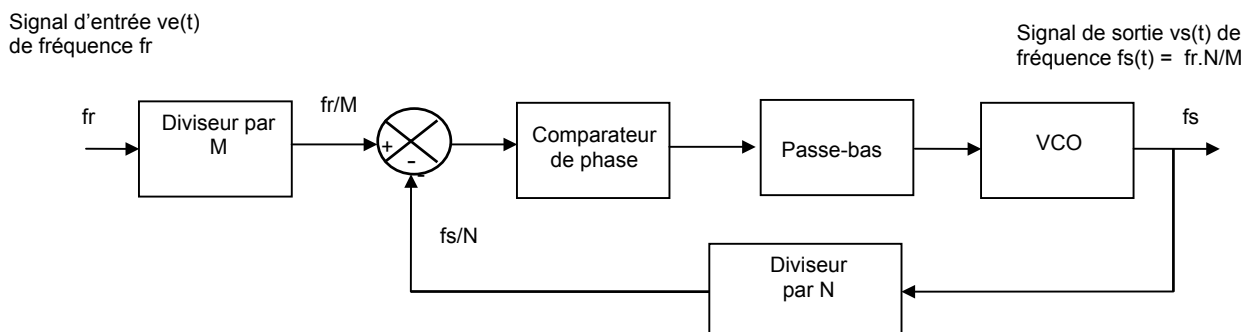 Signal d'entrée ve(t)
de fréquence fr
Signal de sortie vs(t) de
fréquence fs(t) = fr.N/M
fr
Diviseur par
M
fr/M
+
-
-
Comparateur
de phase
Passe-bas
VCO
fs
fs/N
Diviseur
par N